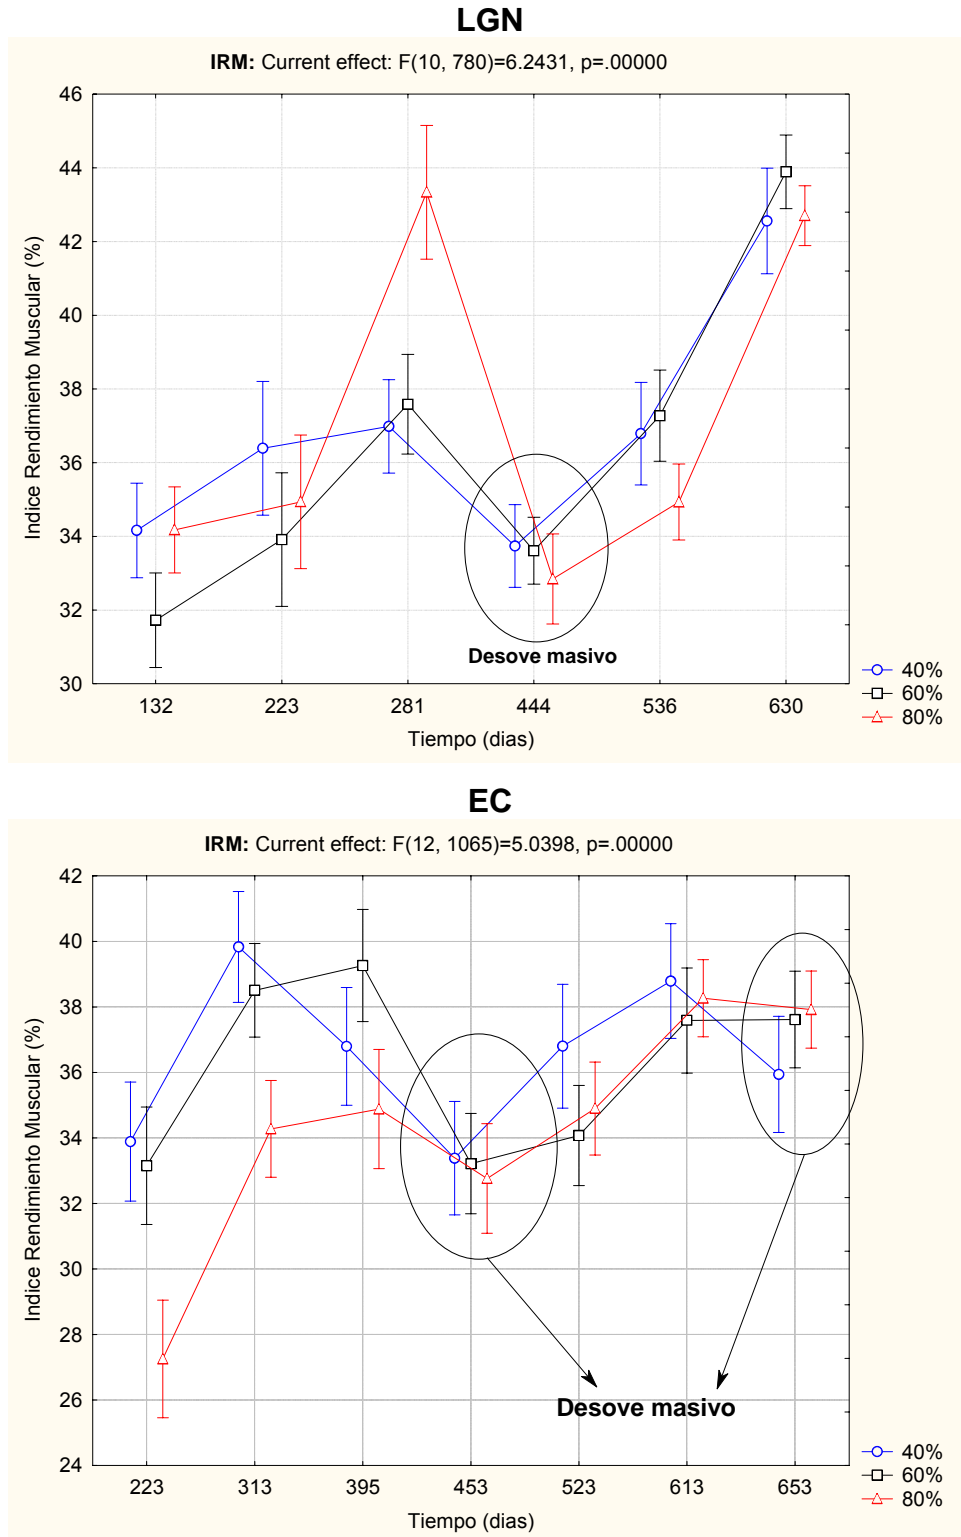 LGN
IRM: Current effect: F(10, 780)=6.2431, p=.00000
46
44
42
40
38
36
34
32
30
Indice Rendimiento Muscular (%)
Desove masivo
132 223 281 444 536 630
Tiempo (dias)
40%
60%
80%
EC
IRM: Current effect: F(12, 1065)=5.0398, p=.00000
42
40
38
36
34
32
30
28
26
24
Indice Rendimiento Muscular (%)
Desove masivo
223 313 395 453 523 613 653
Tiempo (dias)
40%
60%
80%